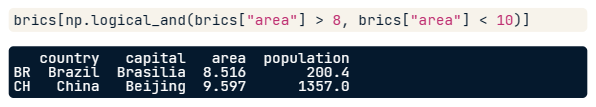 brics[np.logical_and(brics["area"] > 8, brics["area"] < 10)]
country capital area population
BR Brazil Brasilia 8.516 200.4
CH China Beijing 9.597 1357.0